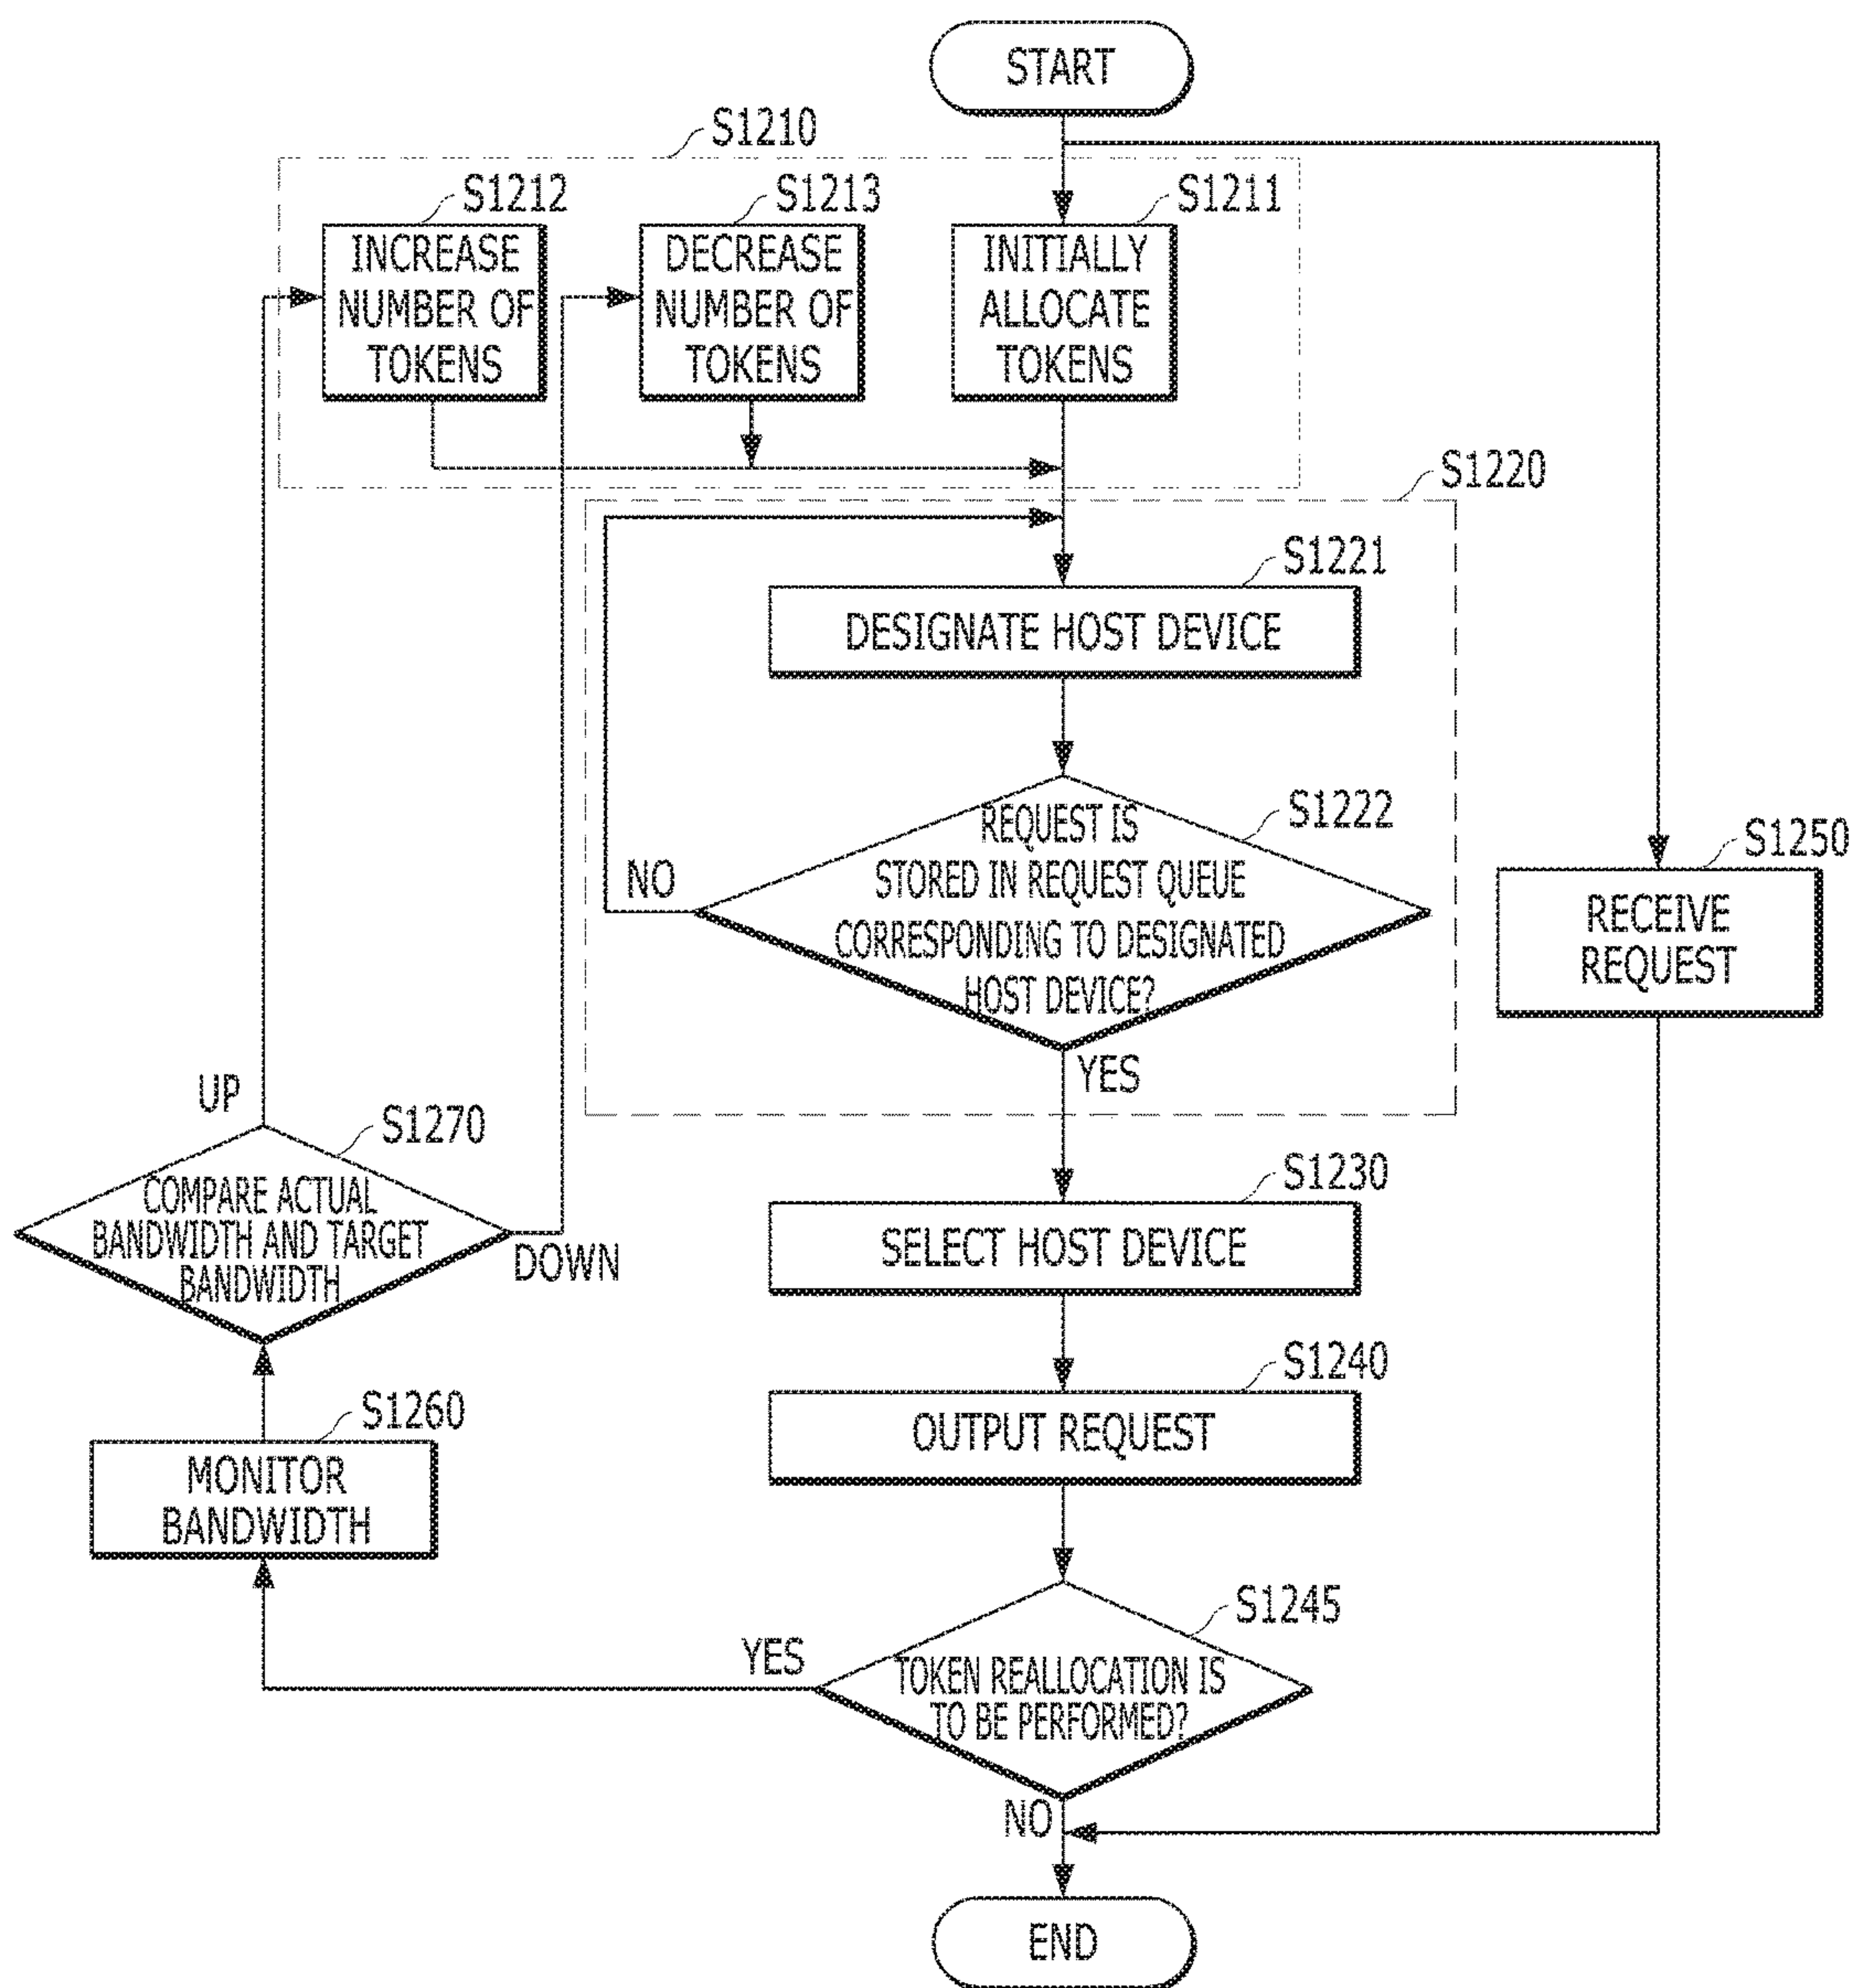 START
S1210
S1212
S1213
S1211
INCREASE
NUMBER OF
TOKENS
DECREASE
NUMBER OF
TOKENS
INITIALLY
ALLOCATE
TOKENS
S1220
S1221
DESIGNATE HOST DEVICE
S1222
REQUEST IS
STORED IN REQUEST QUEUE
CORRESPONDING TO DESIGNATED
HOST DEVICE?
NO
YES
S1250
RECEIVE
REQUEST
UP
S1270
COMPARE ACTUAL
BANDWIDTH AND TARGET
BANDWIDTH
DOWN
S1230
SELECT HOST DEVICE
S1240
OUTPUT REQUEST
S1260
MONITOR
BANDWIDTH
S1245
YES
TOKEN REALLOCATION IS
TO BE PERFORMED?
NO
END